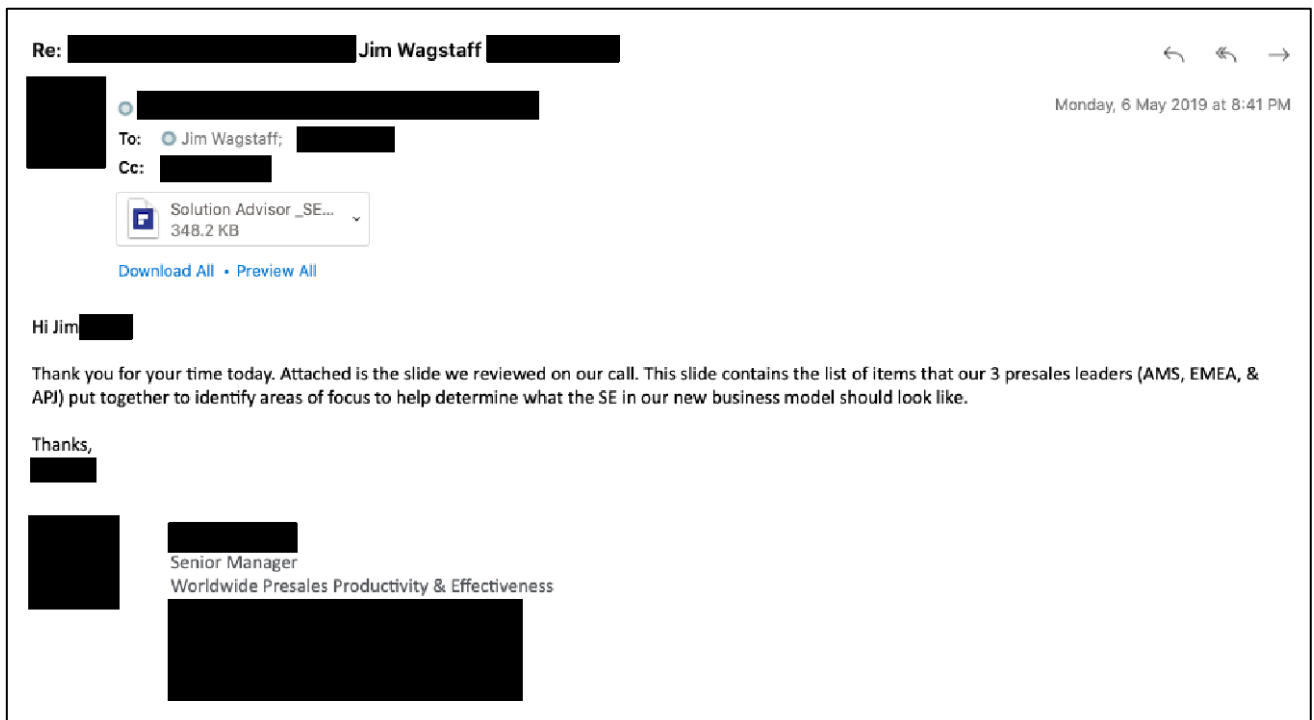 Re: Jim Wagstaff
Monday, 6 May 2019 at 8:41 PM
To: Jim Wagstaff;
Cc:
Solution Advisor _SE...
348.2 KB
Download All • Preview All
Hi Jim
Thank you for your time today. Attached is the slide we reviewed on our call. This slide contains the list of items that our 3 presales leaders (AMS, EMEA, &
APJ) put together to identify areas of focus to help determine what the SE in our new business model should look like.
Thanks,
Senior Manager
Worldwide Presales Productivity & Effectiveness